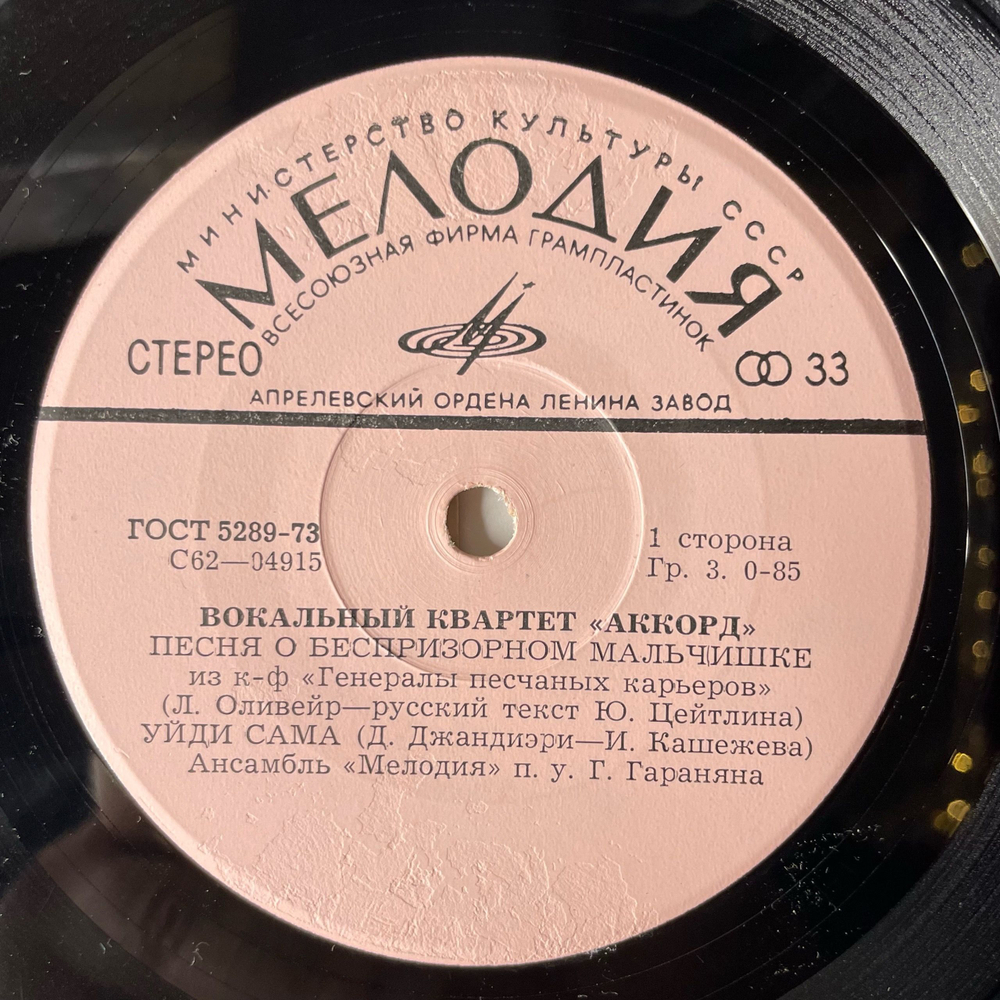 МИНИСТЕРСТВО КУЛЬТУРЫ СССР
МЕЛОДИЯ
ВСЕСОЮЗНАЯ ФИРМА ГРАМПЛАСТИНОК
СТЕРЕО
33
АПРЕЛЕВСКИЙ ОРДЕНА ЛЕНИНА ЗАВОД
ГОСТ 5289-73
С62—04915
1 сторона
Гр. 3. 0-85
ВОКАЛЬНЫЙ КВАРТЕТ «АККОРД»
ПЕСНЯ О БЕСПРИЗОРНОМ МАЛЬЧИШКЕ
из к-ф «Генералы песчаных карьеров»
(Л. Оливейр—русский текст Ю. Цейтлина)
УЙДИ САМА (Д. Джандиэри—И. Кашежева)
Ансамбль «Мелодия» п. у. Г. Гараняна